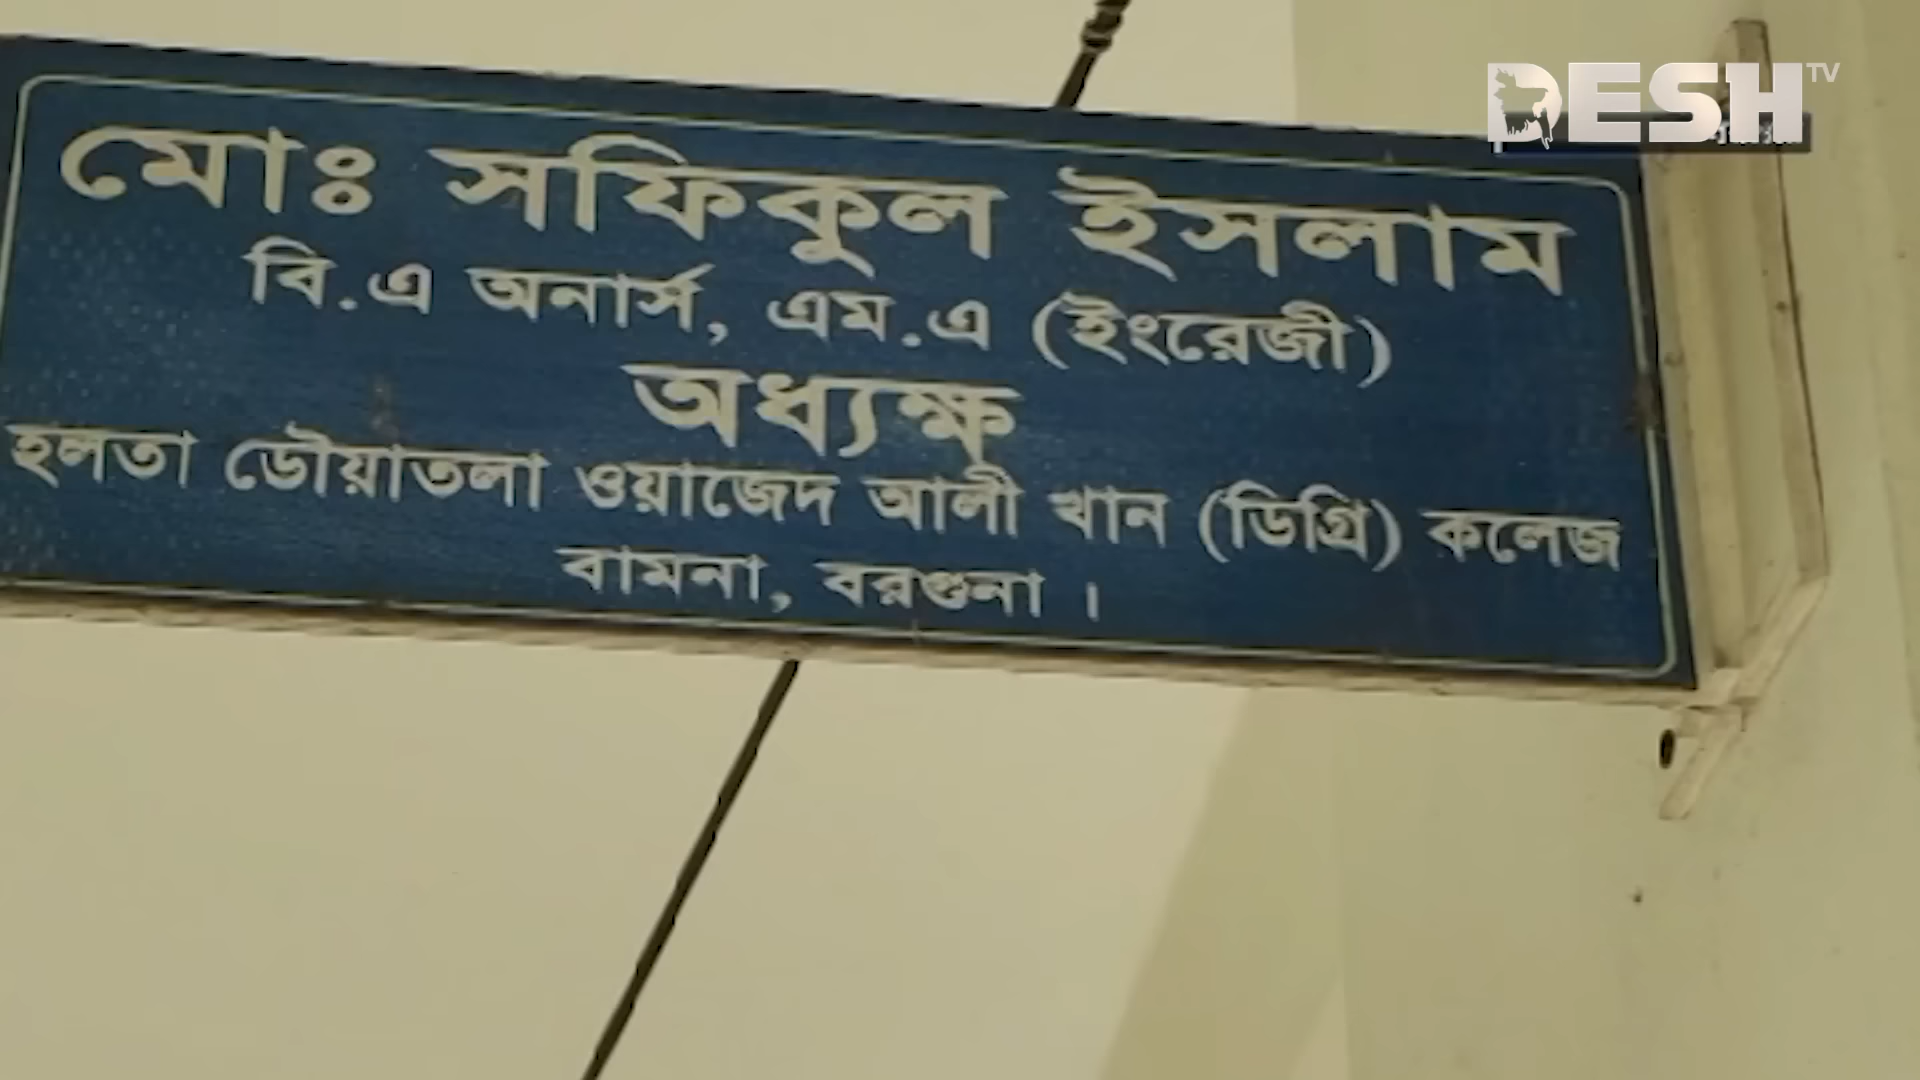 DESH TV
মোঃ সফিকুল ইসলাম
বি.এ অনার্স, এম.এ (ইংরেজী)
অধ্যক্ষ
হলতা ডৌয়াতলা ওয়াজেদ আলী খান (ডিগ্রি) কলেজ
বামনা, বরগুনা ।